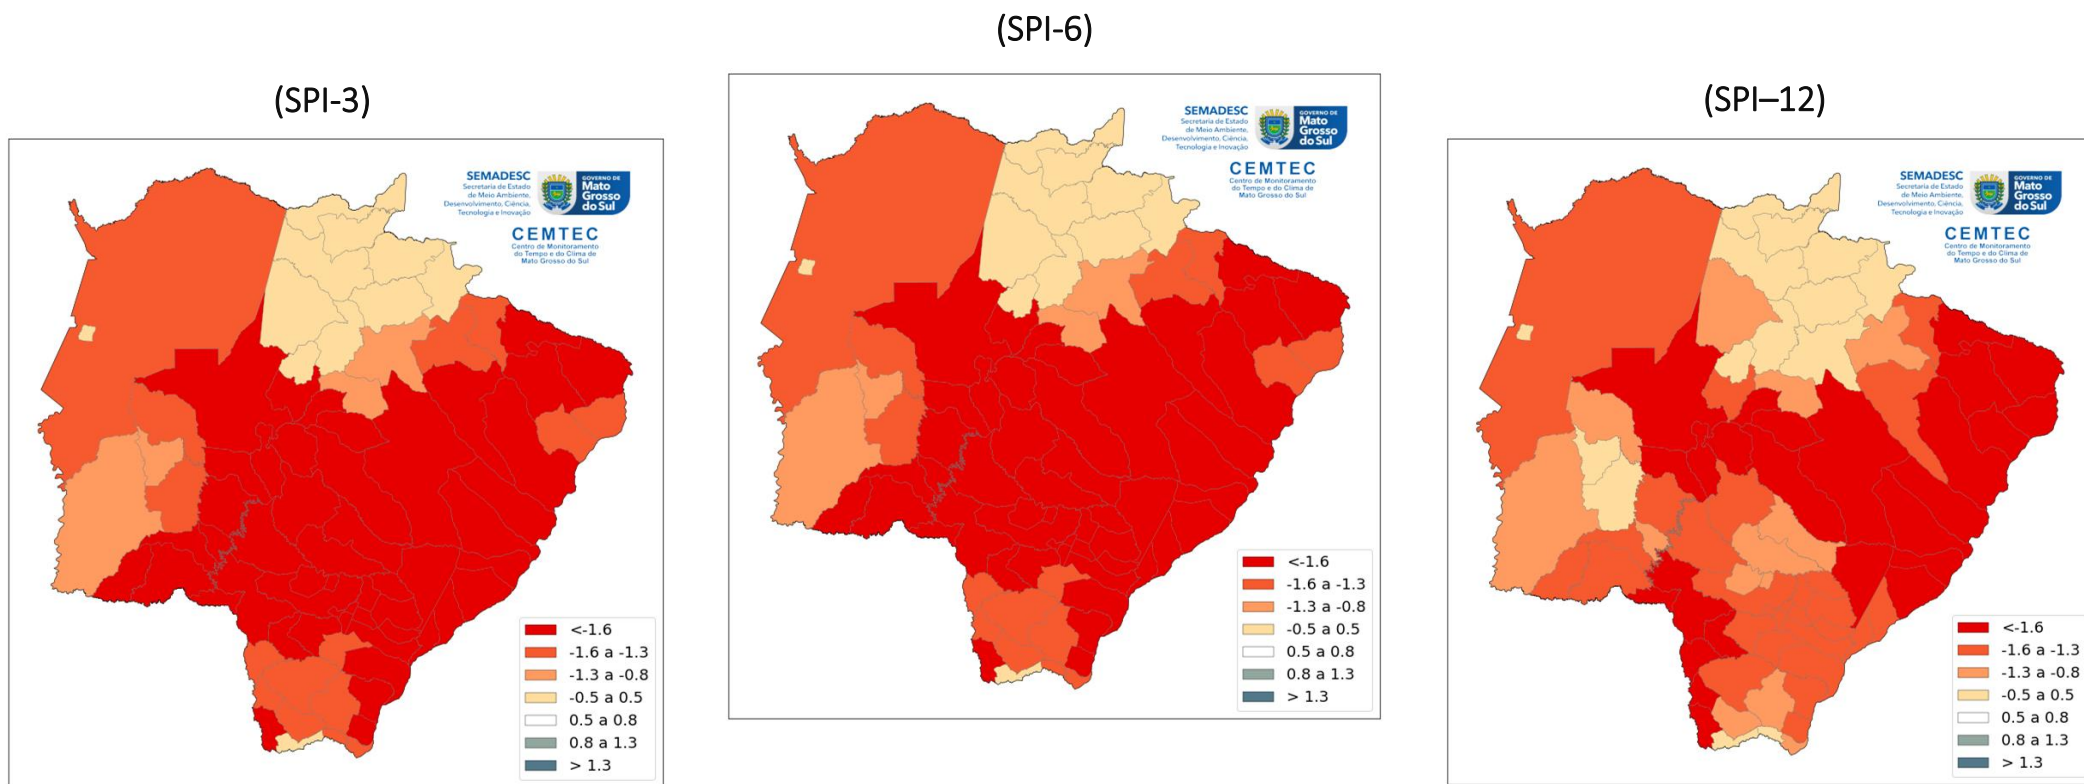 (SPI-3)
SEMADESC
Secretaria de Estado
de Meio Ambiente,
Desenvolvimento, Ciência,
Tecnologia e Inovação
GOVERNO DE
Mato
Grosso
do Sul
CEMTEC
Centro de Monitoramento
do Tempo e do Clima de
Mato Grosso do Sul
<-1.6
-1.6 a -1.3
-1.3 a -0.8
-0.5 a 0.5
0.5 a 0.8
0.8 a 1.3
> 1.3
(SPI-6)
SEMADESC
Secretaria de Estado
de Meio Ambiente,
Desenvolvimento, Ciência,
Tecnologia e Inovação
GOVERNO DE
Mato
Grosso
do Sul
CEMTEC
Centro de Monitoramento
do Tempo e do Clima de
Mato Grosso do Sul
<-1.6
-1.6 a -1.3
-1.3 a -0.8
-0.5 a 0.5
0.5 a 0.8
0.8 a 1.3
> 1.3
(SPI–12)
SEMADESC
Secretaria de Estado
de Meio Ambiente,
Desenvolvimento, Ciência,
Tecnologia e Inovação
GOVERNO DE
Mato
Grosso
do Sul
CEMTEC
Centro de Monitoramento
do Tempo e do Clima de
Mato Grosso do Sul
<-1.6
-1.6 a -1.3
-1.3 a -0.8
-0.5 a 0.5
0.5 a 0.8
0.8 a 1.3
> 1.3